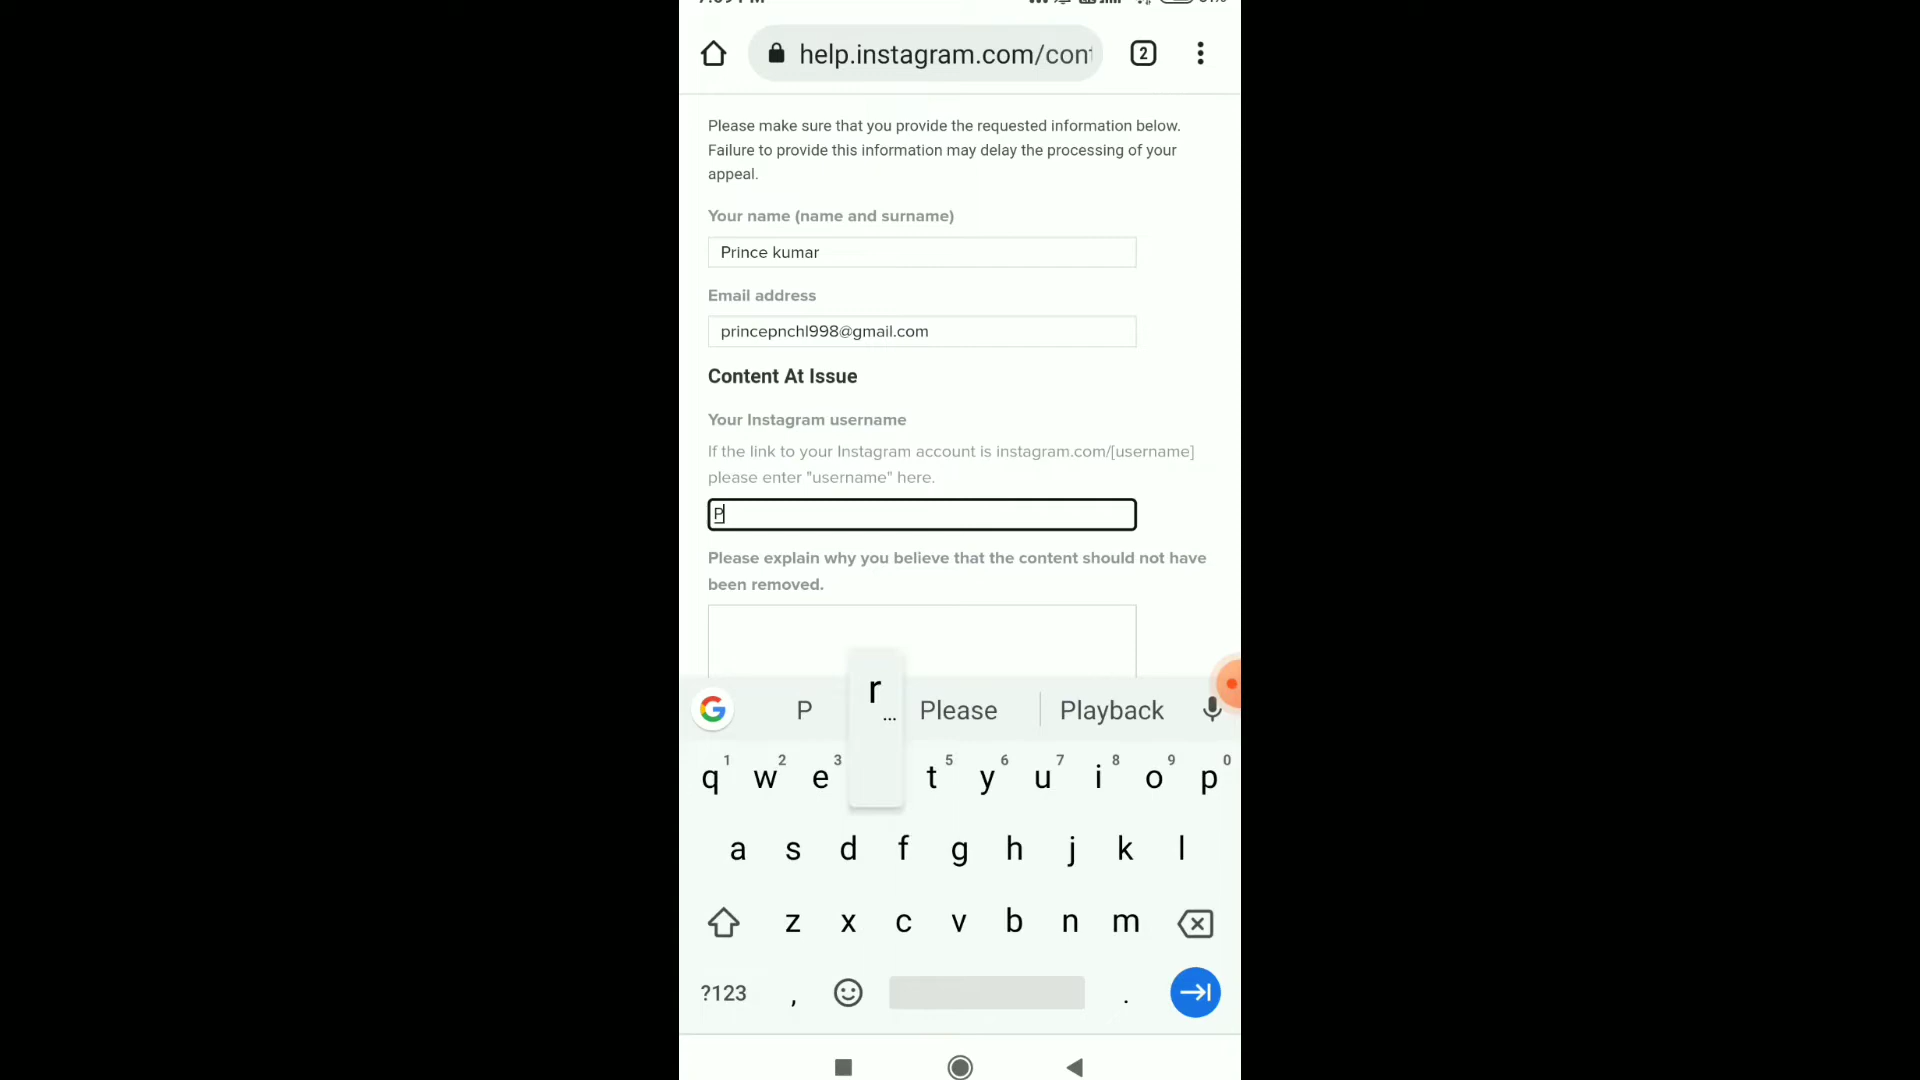 help.instagram.com/cont
2
Please make sure that you provide the requested information below.
Failure to provide this information may delay the processing of your
appeal.
Your name (name and surname)
Prince kumar
Email address
princepnchl998@gmail.com
Content At Issue
Your Instagram username
If the link to your Instagram account is instagram.com/[username]
please enter "username" here.
P
Please explain why you believe that the content should not have
been removed.
r
...
P Please Playback
1 2 3 5 6 7 8 9 0
q w e t y u i o p
a s d f g h j k l
z x c v b n m
?123 , .